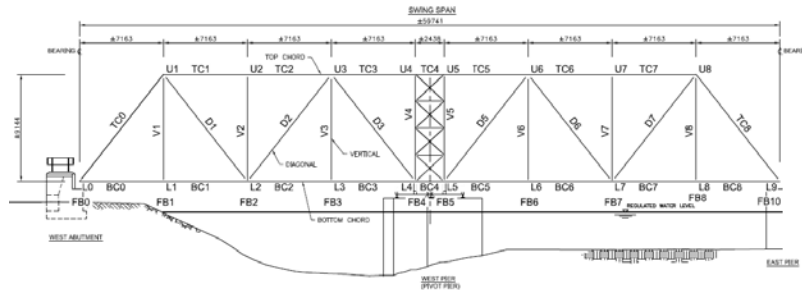 SWING SPAN
±59741
±7163 ±7163 ±7163 ±7163 ±2438 ±7163 ±7163 ±7163 ±7163
BEARING BEAR
U1 TC1 U2 TC2 TOP CHORD U3 TC3 U4 TC4 U5 TC5 U6 TC6 U7 TC7 U8
±9144
TC0 V1 D1 V2 D2 V3 D3 V4 V5 D5 V6 D6 V7 D7 V8 TC8
VERTICAL
DIAGONAL
L0 BC0 L1 BC1 L2 BC2 L3 BC3 L4 BC4 L5 BC5 L6 BC6 L7 BC7 L8 BC8 L9
FB0 FB1 FB2 FB3 FB4 FB5 FB6 FB7 FB8 FB10
BOTTOM CHORD
REGULATED WATER LEVEL
WEST ABUTMENT
WEST PIER
(PIVOT PIER)
EAST PIER